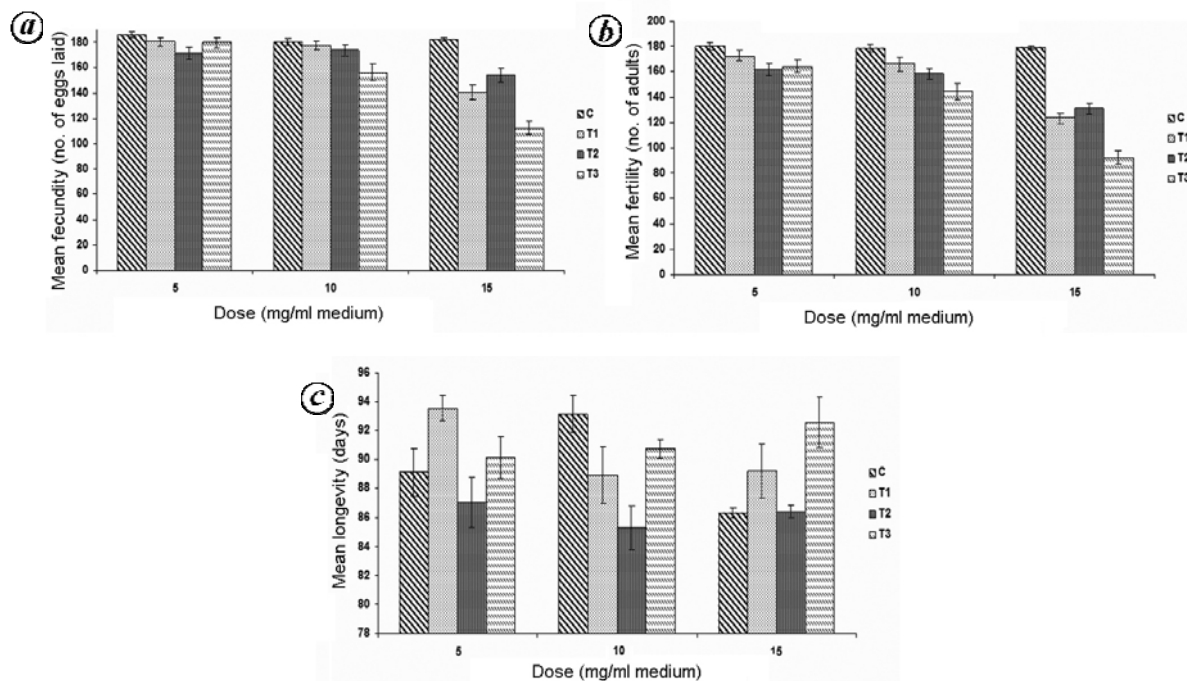 a
Mean fecundity (no. of eggs laid)
180
160
140
120
100
80
60
40
20
0
5
10
15
Dose (mg/ml medium)
C
T1
T2
T3
b
Mean fertility (no. of adults)
200
180
160
140
120
100
80
60
40
20
0
5
10
15
Dose (mg/ml medium)
C
T1
T2
T3
c
Mean longevity (days)
96
94
92
90
88
86
84
82
80
78
5
10
15
Dose (mg/ml medium)
C
T1
T2
T3